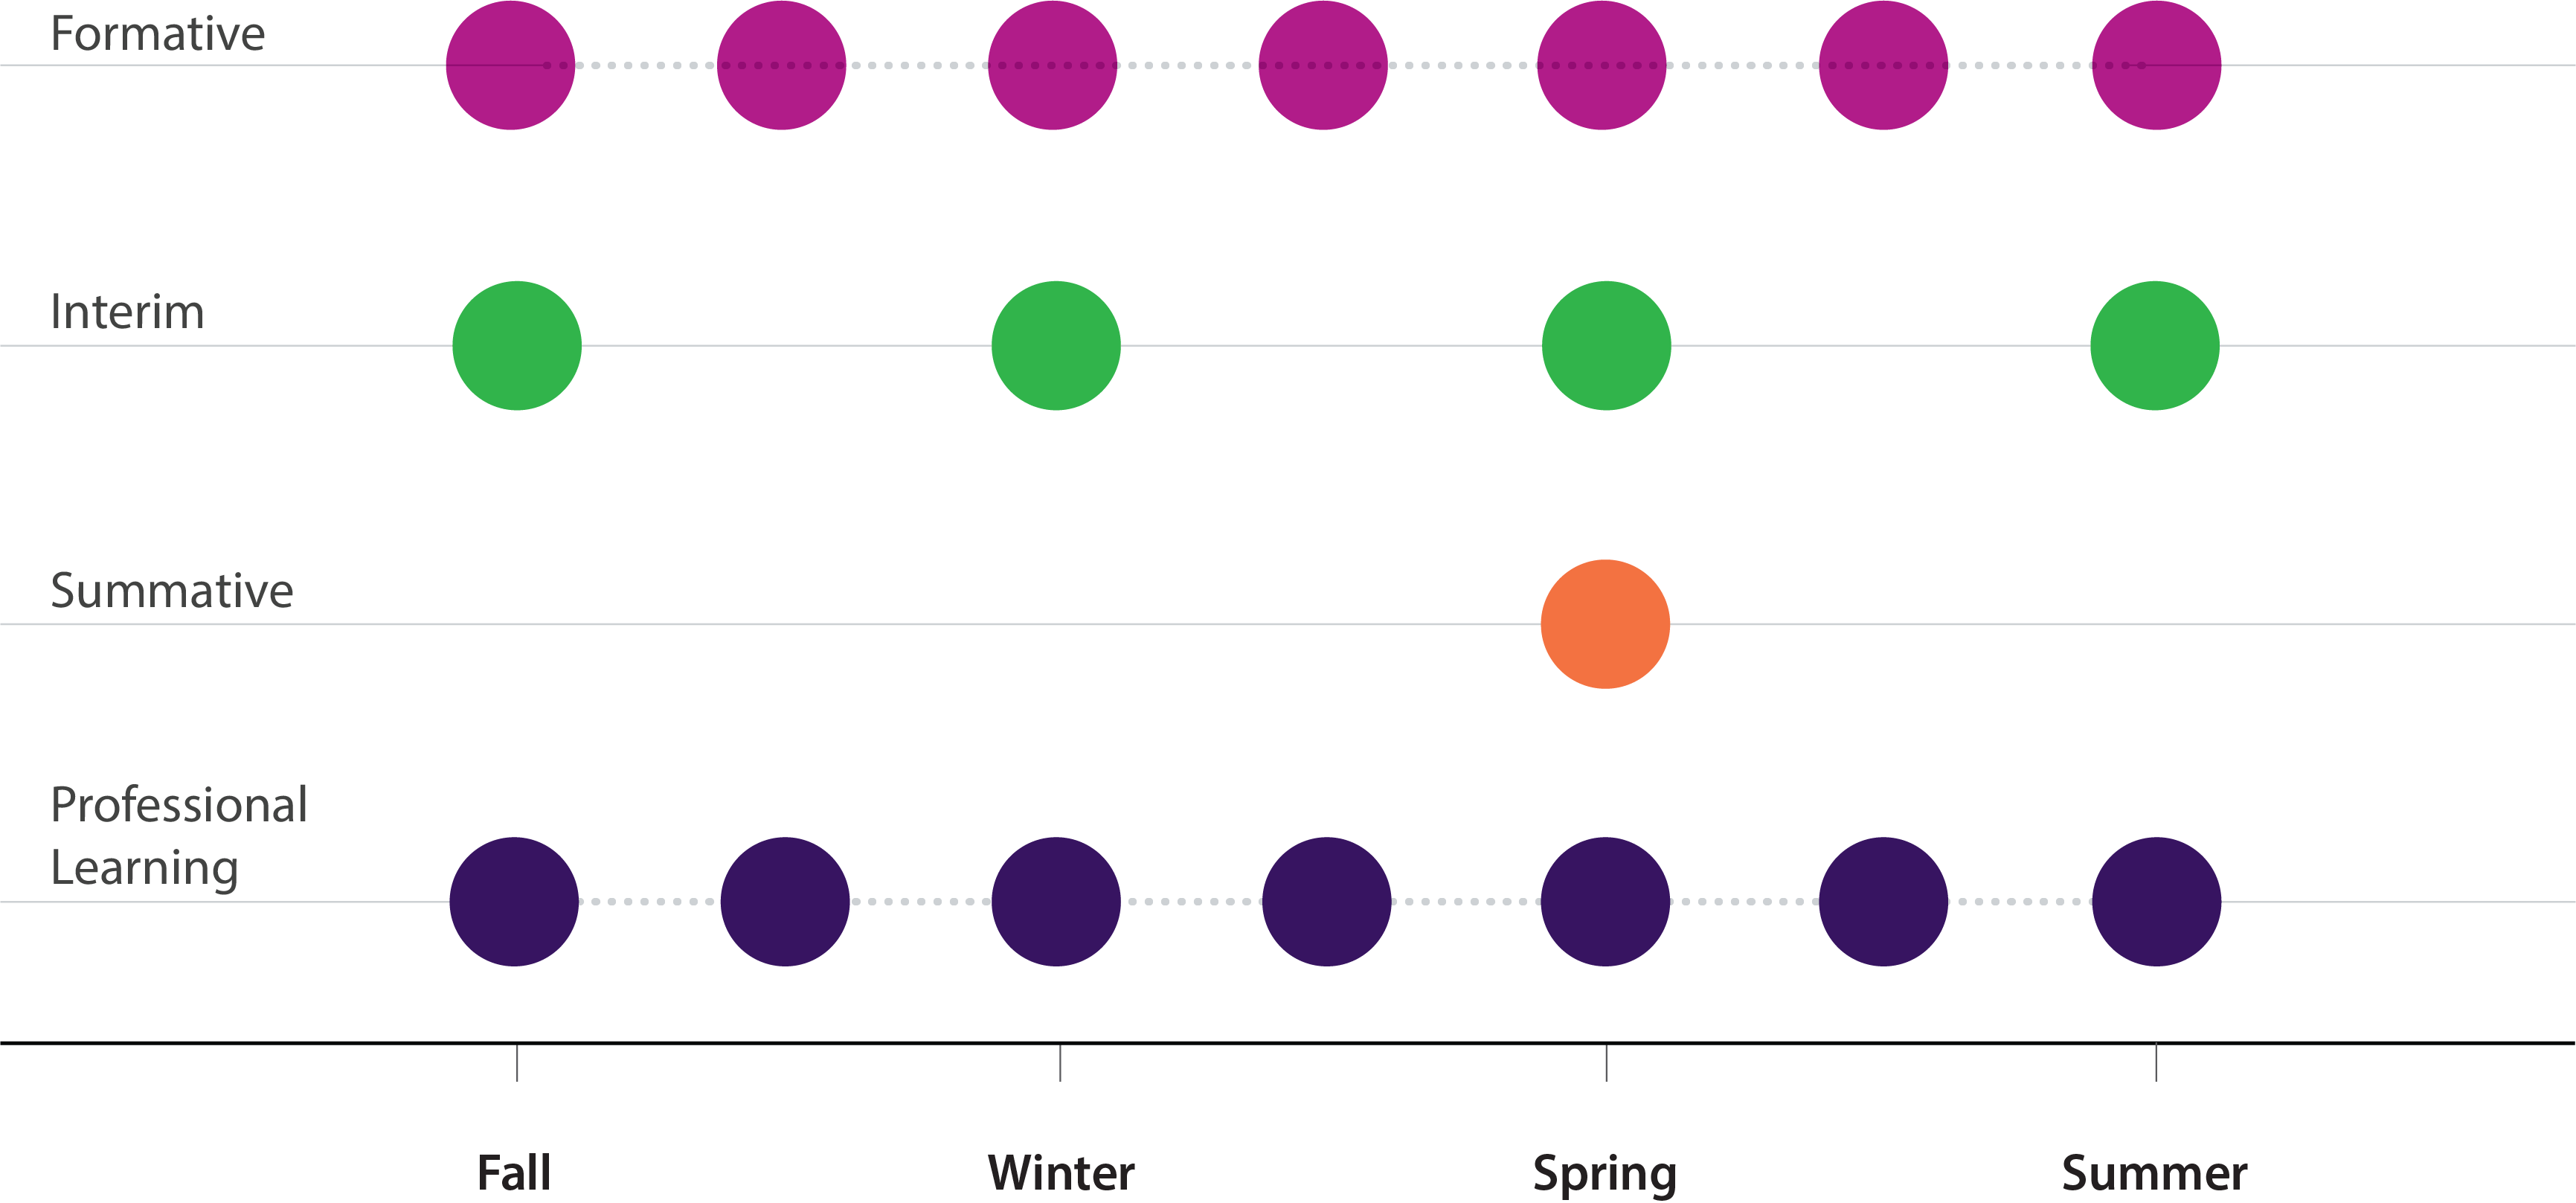 Formative
Interim
Summative
Professional
Learning
Fall
Winter
Spring
Summer